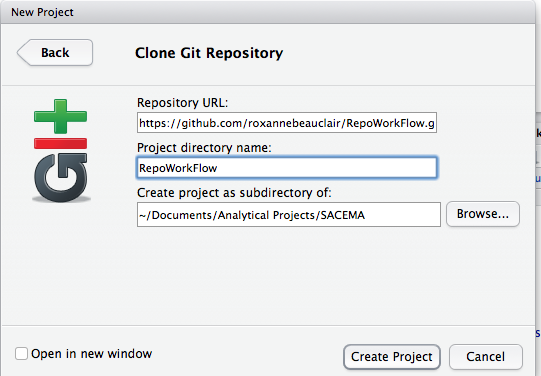 New Project
Back
Clone Git Repository
Repository URL:
https://github.com/roxannebeauclair/RepoWorkFlow.g
Project directory name:
RepoWorkFlow
Create project as subdirectory of:
~/Documents/Analytical Projects/SACEMA
Browse...
Open in new window
Create Project
Cancel